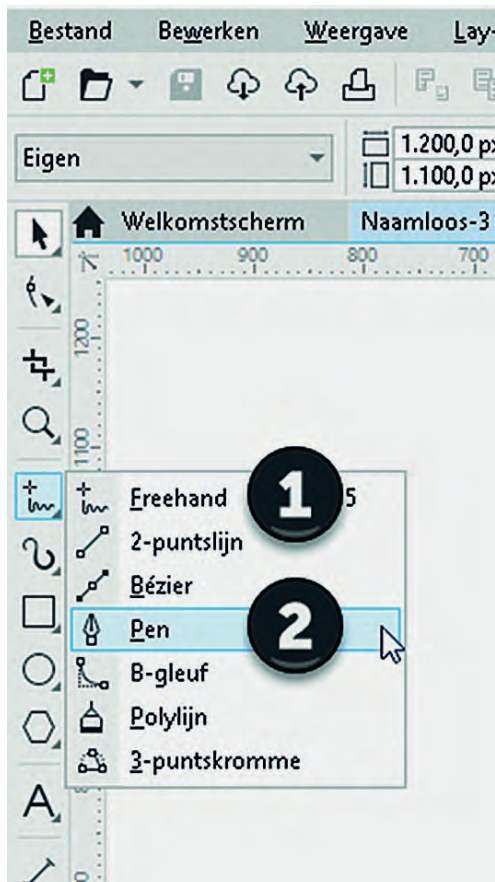 Bestand Bewerken Weergave Lay-
Eigen
1.200,0 px
1.100,0 px
Welkomstscherm Naamloos-3
1000 900 800 700
1200
1100
Freehand 1 5
2-puntslijn
Bézier
Pen 2
B-gleuf
Polylijn
3-puntskromme
A